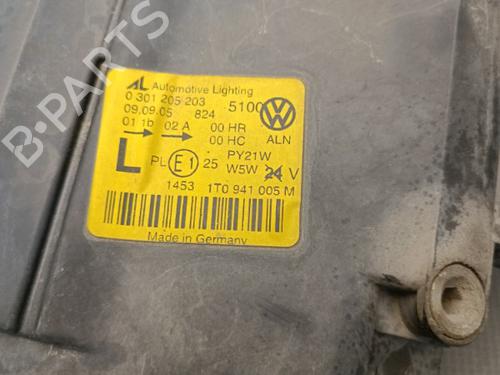 AL Automotive Lighting
0 301 205 203
5100
09.09.05 824
01 1b 02 A 00 HR ALN
00 HC
L PL E1 25 PY21W
W5W 24 V
1453 1T0 941 005 M
Made in Germany
B-PARTS